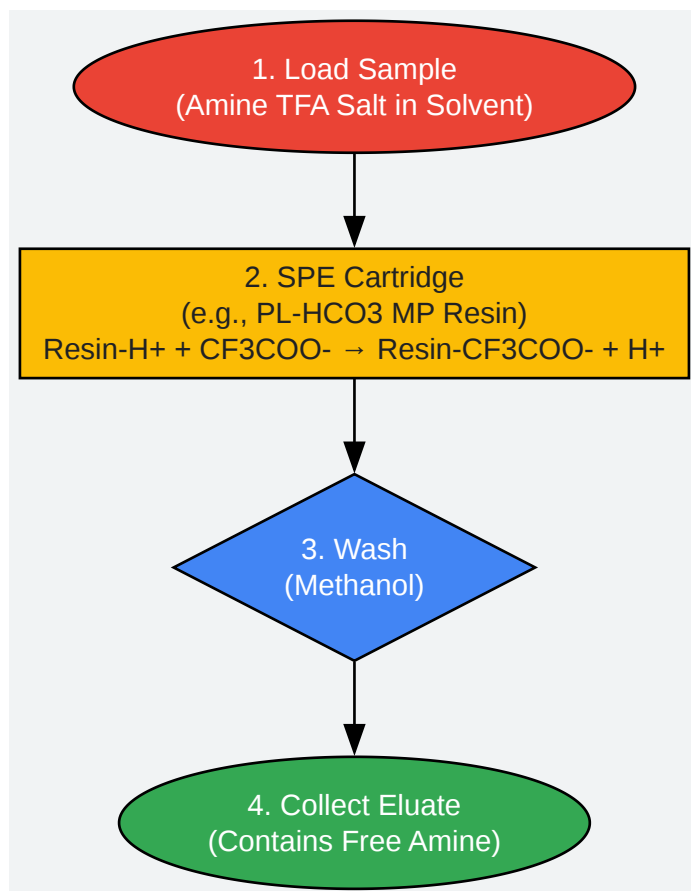 1. Load Sample
(Amine TFA Salt in Solvent)
2. SPE Cartridge
(e.g., PL-HCO3 MP Resin)
Resin-H+ + CF3COO- → Resin-CF3COO- + H+
3. Wash
(Methanol)
4. Collect Eluate
(Contains Free Amine)